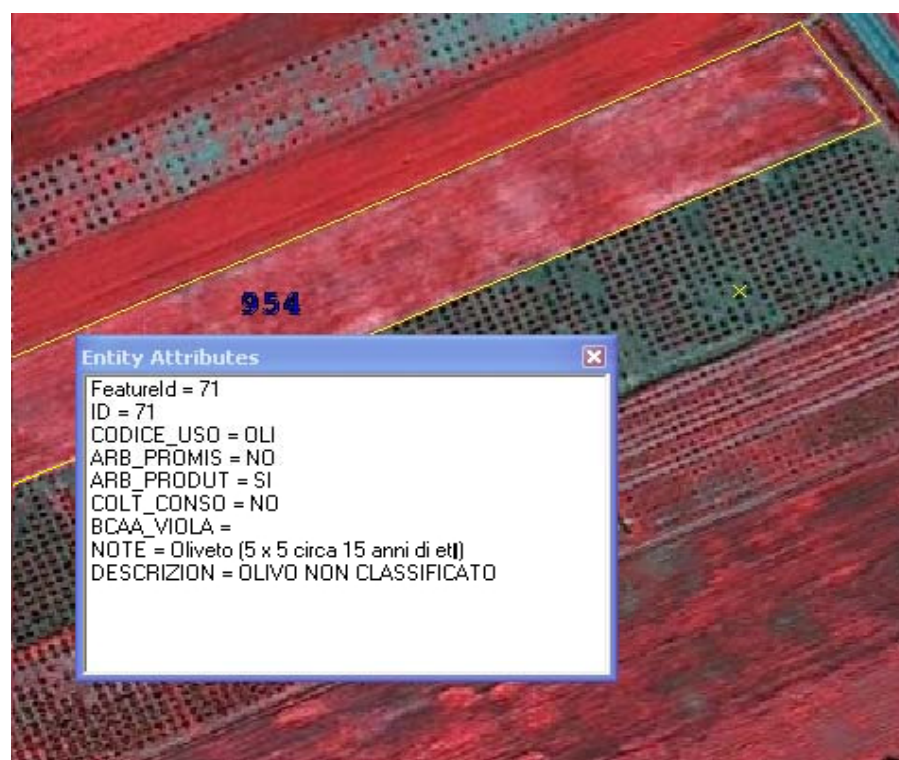 954
Entity Attributes
FeatureId = 71
ID = 71
CODICE_USO = OLI
ARB_PROMIS = NO
ARB_PRODUT = SI
COLT_CONSO = NO
BCAA_VIOLA =
NOTE = Oliveto (5 x 5 circa 15 anni di et)
DESCRIZION = OLIVO NON CLASSIFICATO